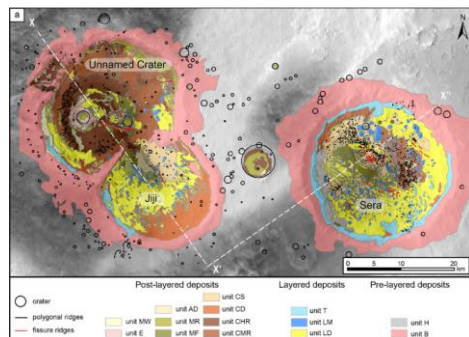 a
N
X
Unnamed Crater
X''
Jiji
Sera
X'
0 5 10 20
km
Post-layered deposits Layered deposits Pre-layered deposits
crater
polygonal ridges
fissure ridges
unit CS
unit AD unit CD unit T
unit MW unit MR unit CHR unit LM unit H
unit E unit MF unit CMR unit LD unit B